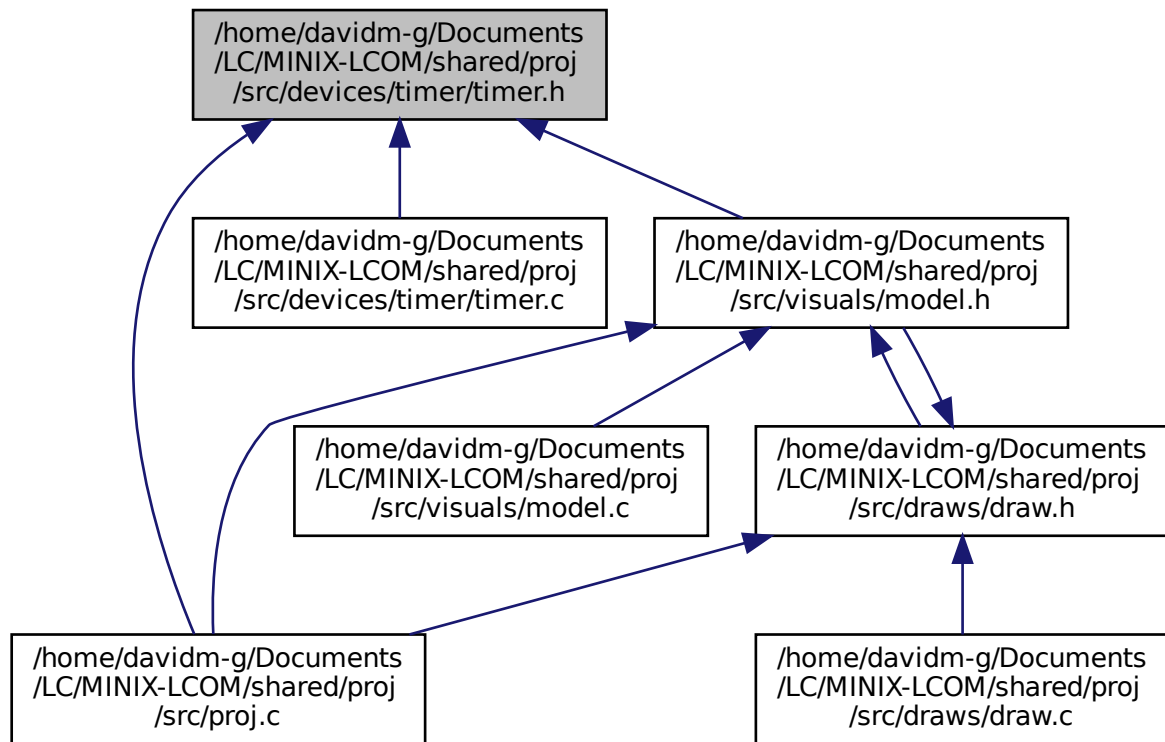 /home/davidm-g/Documents
/LC/MINIX-LCOM/shared/proj
/src/devices/timer/timer.h
/home/davidm-g/Documents
/LC/MINIX-LCOM/shared/proj
/src/devices/timer/timer.c
/home/davidm-g/Documents
/LC/MINIX-LCOM/shared/proj
/src/visuals/model.h
/home/davidm-g/Documents
/LC/MINIX-LCOM/shared/proj
/src/visuals/model.c
/home/davidm-g/Documents
/LC/MINIX-LCOM/shared/proj
/src/draws/draw.h
/home/davidm-g/Documents
/LC/MINIX-LCOM/shared/proj
/src/proj.c
/home/davidm-g/Documents
/LC/MINIX-LCOM/shared/proj
/src/draws/draw.c